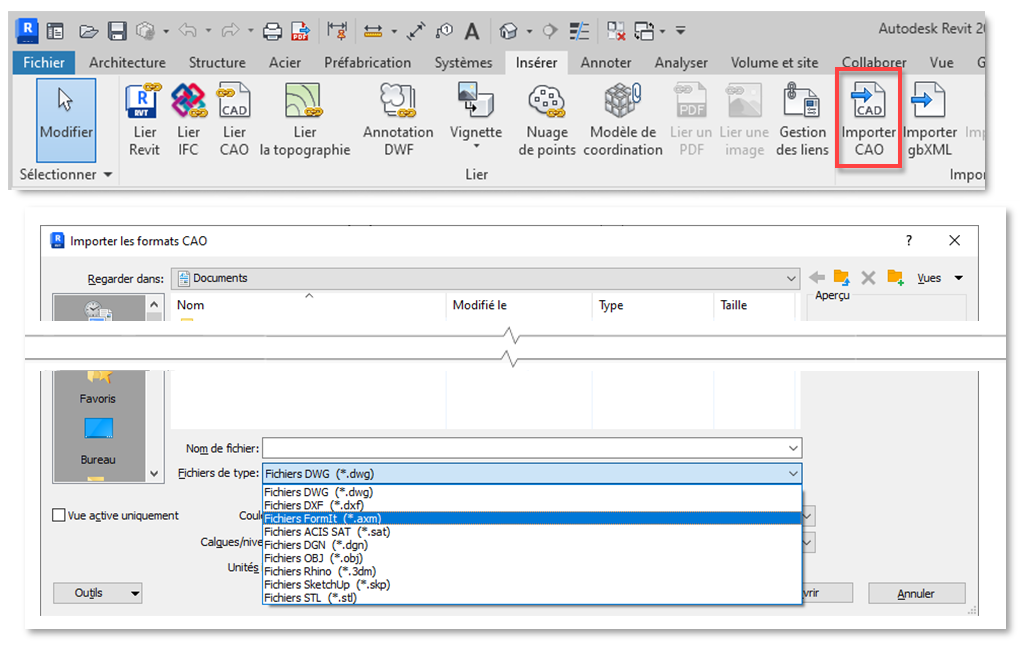 Autodesk Revit 20
Fichier Architecture Structure Acier Préfabrication Systèmes Insérer Annoter Analyser Volume et site Collaborer Vue G
Modifier
Lier Revit
Lier IFC
Lier CAO
Lier la topographie
Annotation DWF
Vignette
Nuage de points
Modèle de coordination
Lier un PDF
Lier une image
Gestion des liens
Importer CAO
Importer gbXML
Imp
Sélectionner
Lier
Impor
Importer les formats CAO
?
Regarder dans: Documents Vues
Nom Modifié le Type Taille Aperçu
Favoris
Bureau
Nom de fichier:
Fichiers de type: Fichiers DWG (*.dwg)
Fichiers DWG (*.dwg)
Fichiers DXF (*.dxf)
Fichiers FormIt (*.axm)
Fichiers ACIS SAT (*.sat)
Fichiers DGN (*.dgn)
Fichiers OBJ (*.obj)
Fichiers Rhino (*.3dm)
Fichiers SketchUp (*.skp)
Fichiers STL (*.stl)
Vue active uniquement
Coule
Calques/nive
Unités
Outils
vrir
Annuler